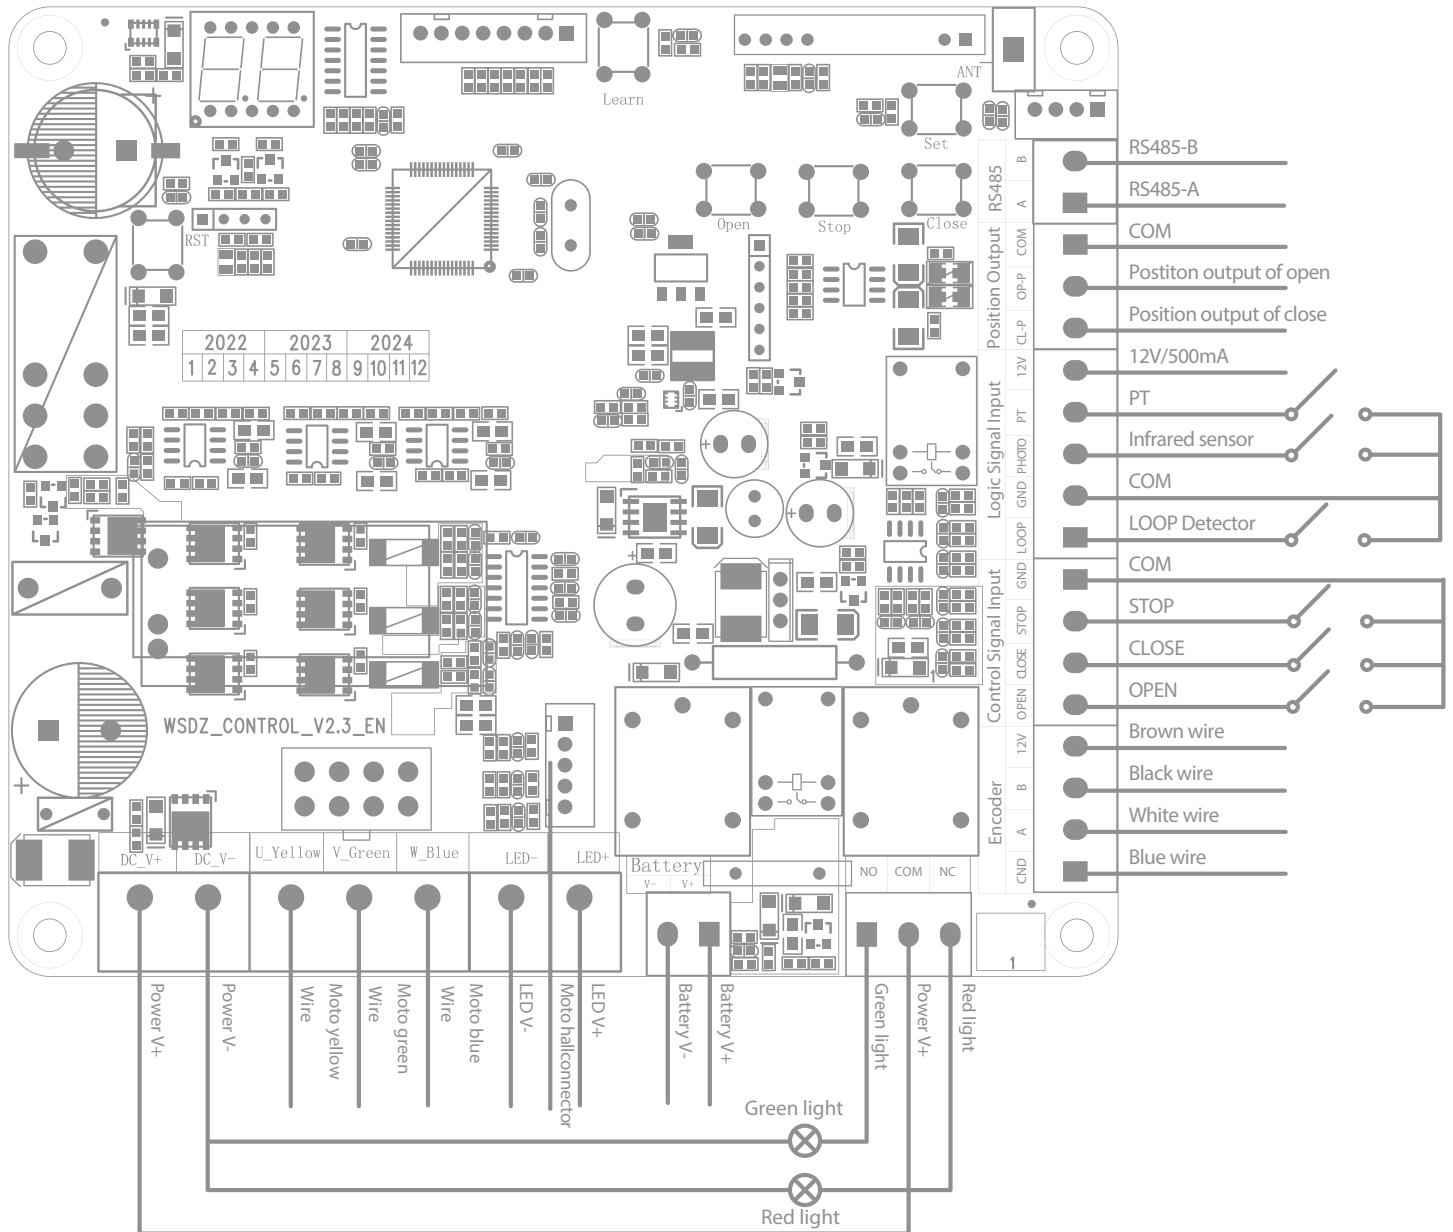 Learn
ANT
Set
RST
Open
Stop
Close
2022 2023 2024
1 2 3 4 5 6 7 8 9 10 11 12
WSDZ_CONTROL_V2.3_EN
RS485
B
A
Position Output
COM
OP-P
CL-P
Logic Signal Input
12V
PT
PHOTO
GND
LOOP
Control Signal Input
GND
STOP
CLOSE
OPEN
Encoder
12V
B
A
CND
RS485-B
RS485-A
COM
Postiton output of open
Position output of close
12V/500mA
PT
Infrared sensor
COM
LOOP Detector
COM
STOP
CLOSE
OPEN
Brown wire
Black wire
White wire
Blue wire
1
DC_V+ DC_V- U_Yellow V_Green W_Blue LED- LED+
Battery
V- V+
NO COM NC
1
Power V+
Power V-
Moto yellow
Wire
Moto green
Wire
Moto blue
Wire
LED V-
Moto hallconnector
LED V+
Battery V-
Battery V+
Green light
Power V+
Red light
Green light
Red light